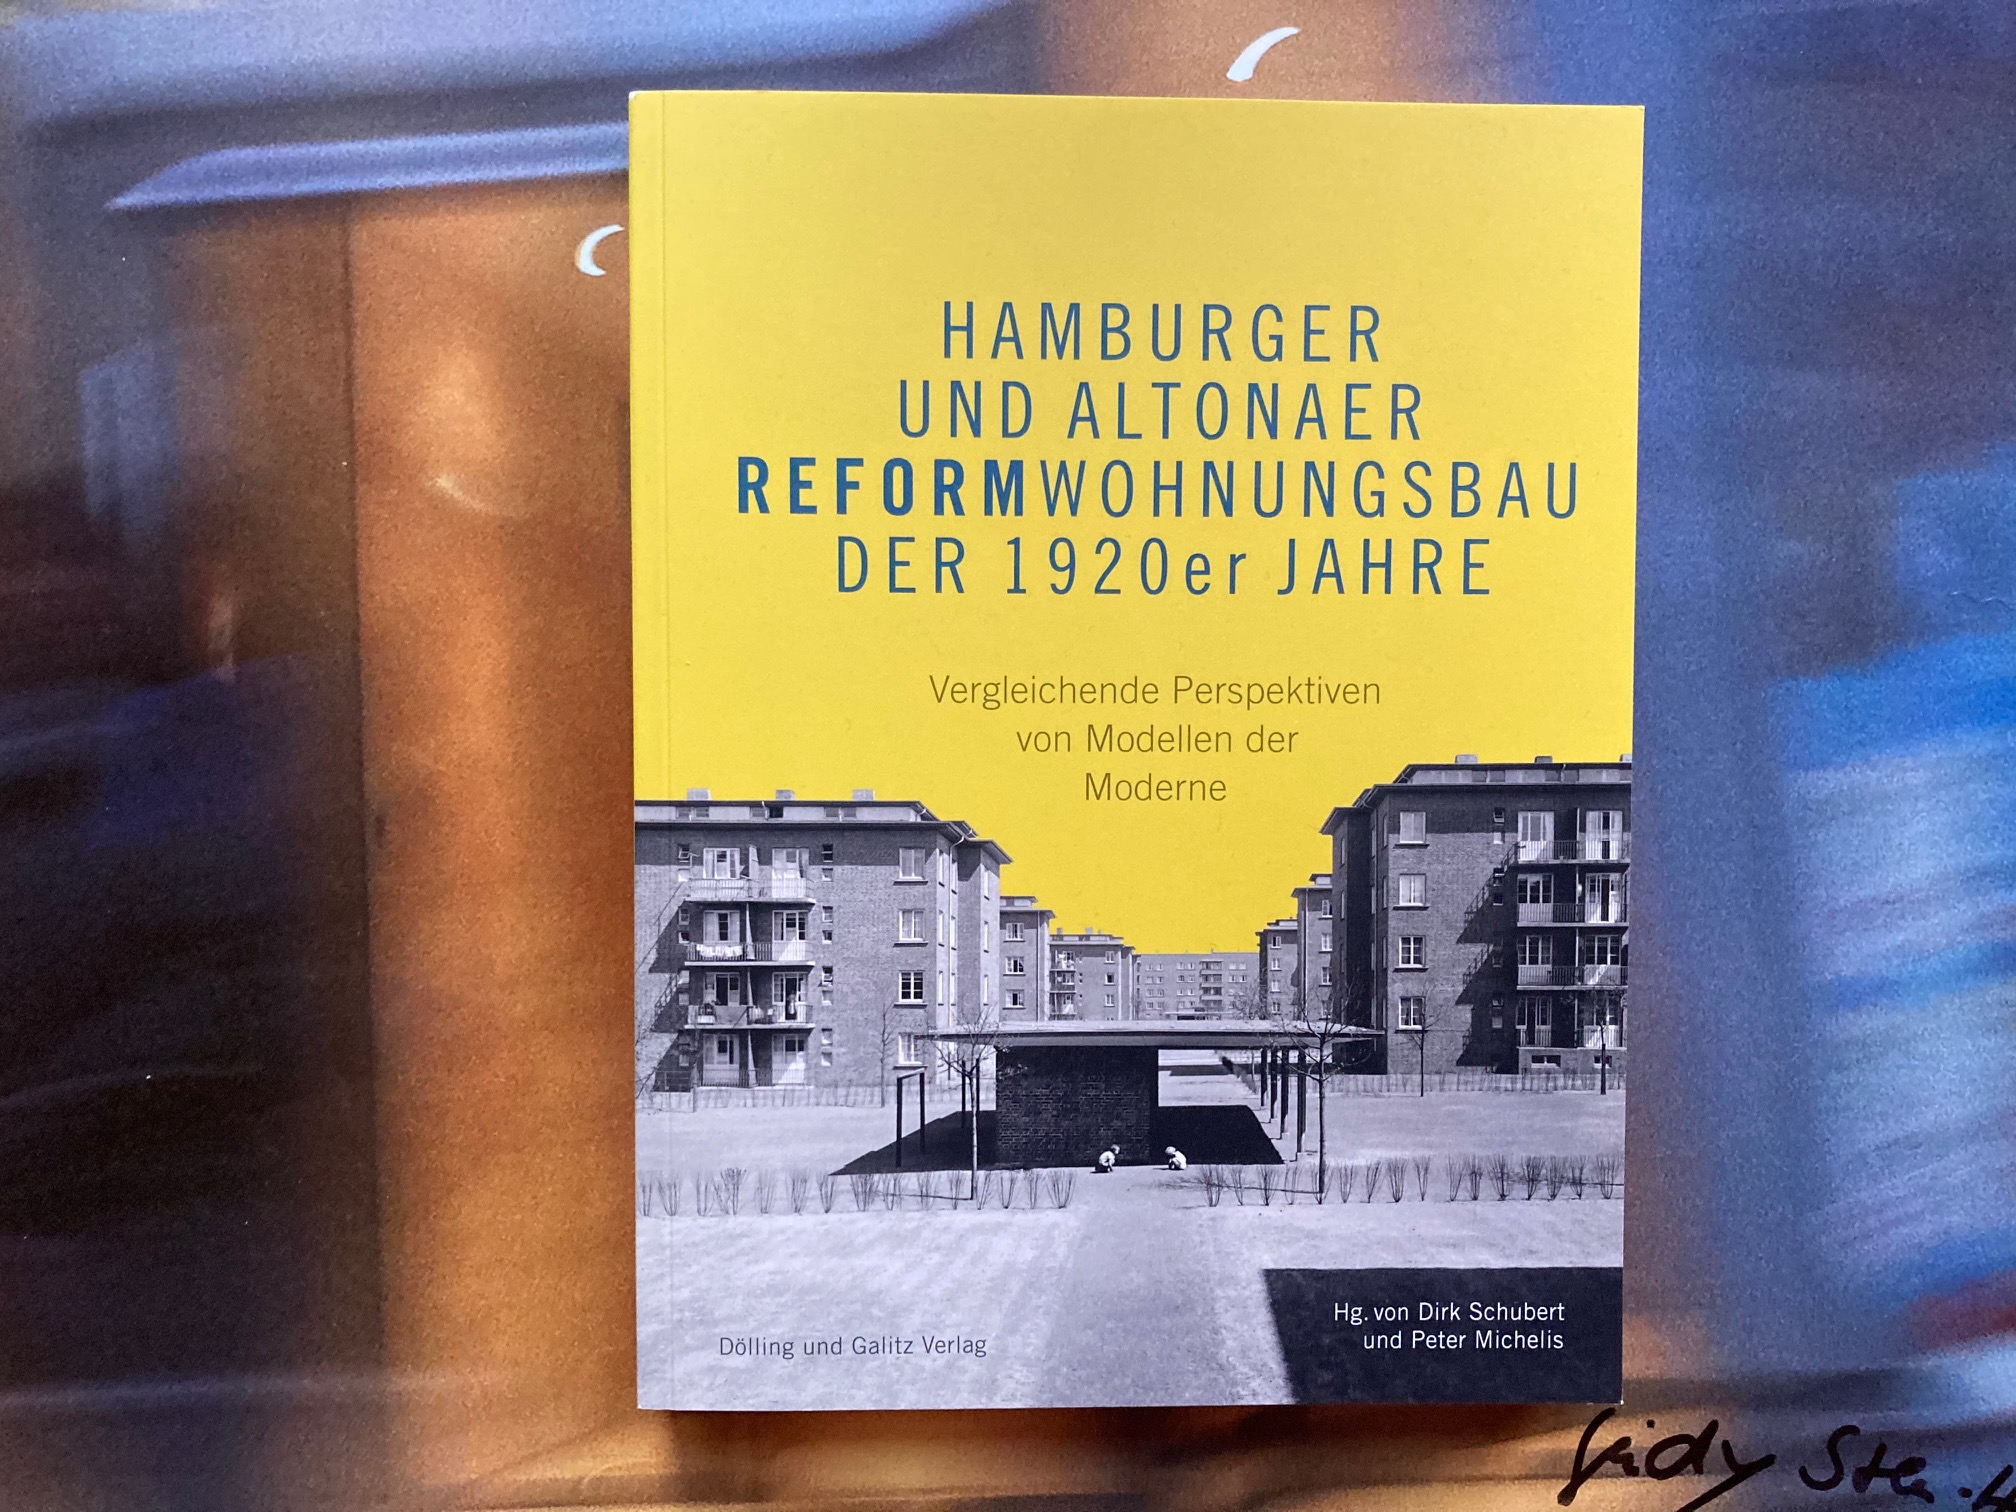 HAMBURGER
UND ALTONAER
REFORMWOHNUNGSBAU
DER 1920er JAHRE
Vergleichende Perspektiven
von Modellen der
Moderne
Hg. von Dirk Schubert
und Peter Michelis
Dölling und Galitz Verlag